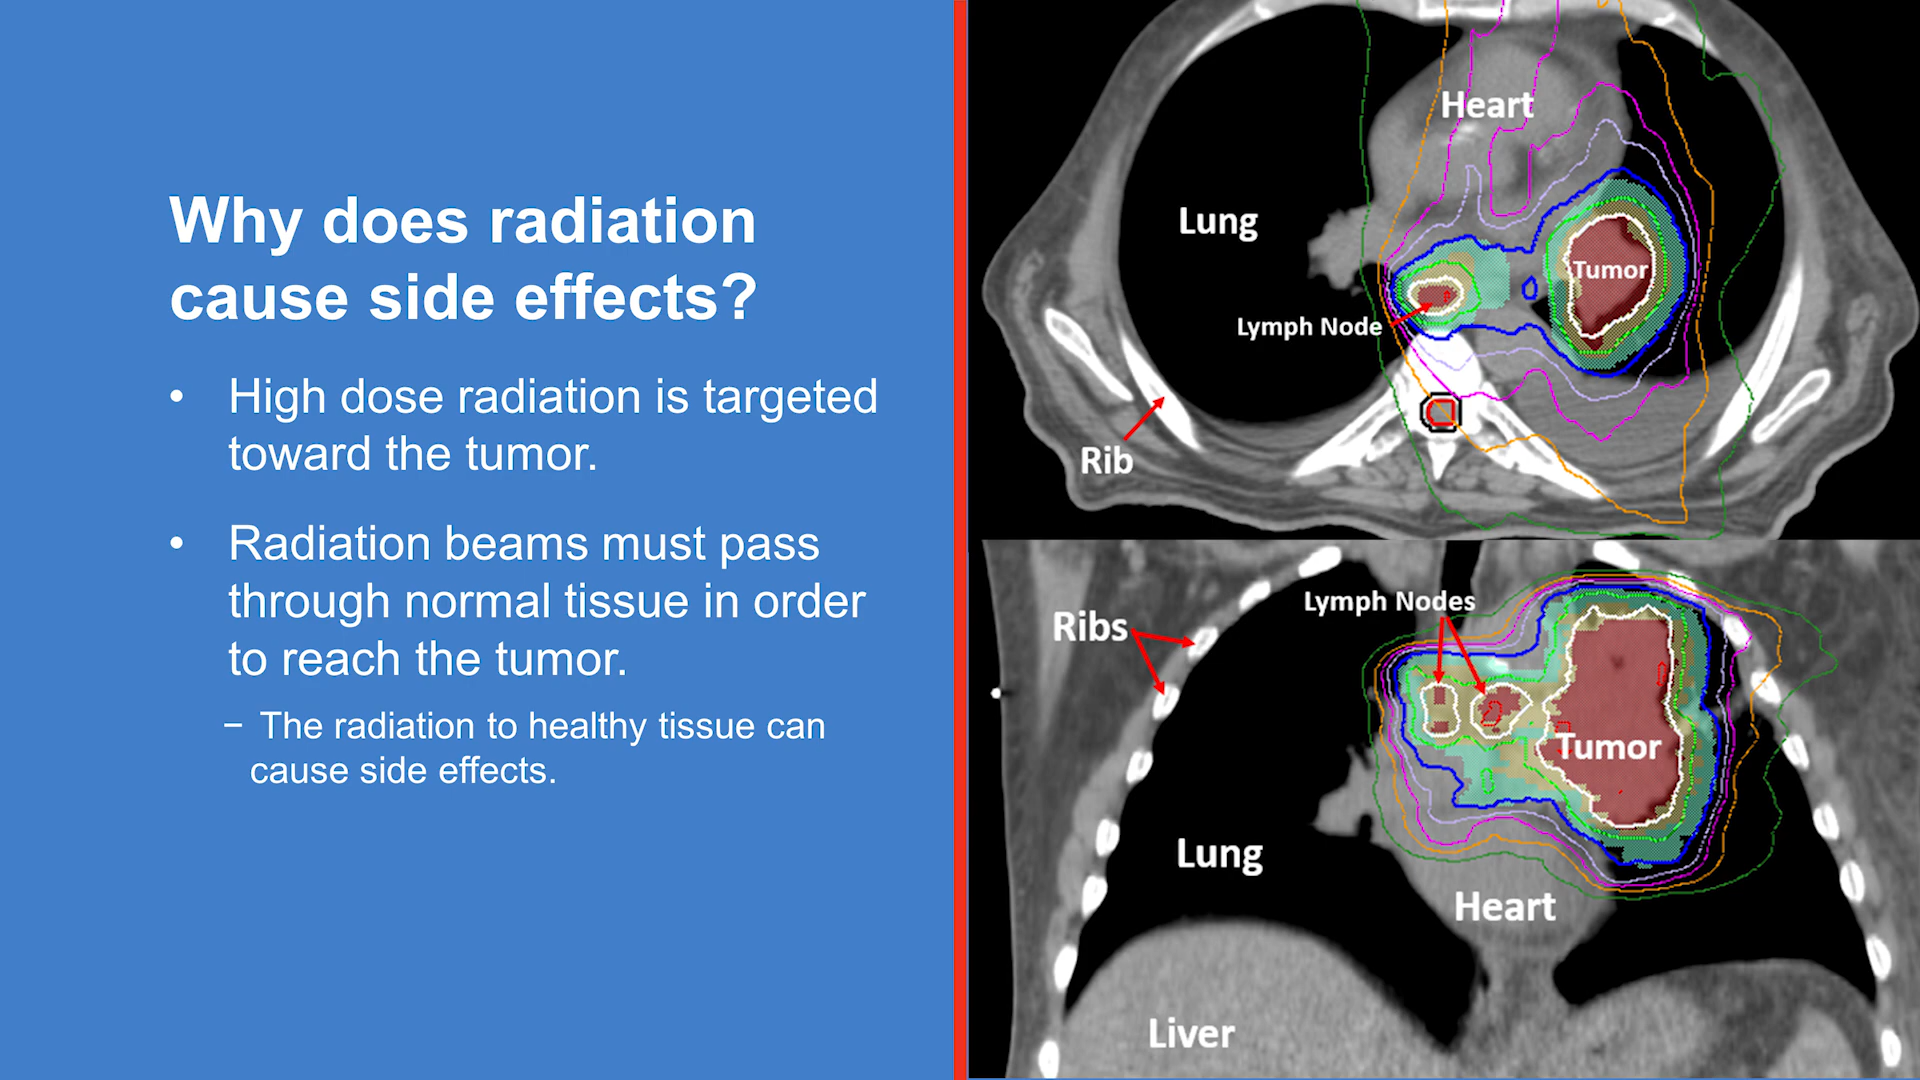 Why does radiation
cause side effects?
• High dose radiation is targeted
toward the tumor.
• Radiation beams must pass
through normal tissue in order
to reach the tumor.
− The radiation to healthy tissue can
cause side effects.
Heart
Lung
Tumor
Lymph Node
Rib
Lymph Nodes
Ribs
Tumor
Lung
Heart
Liver